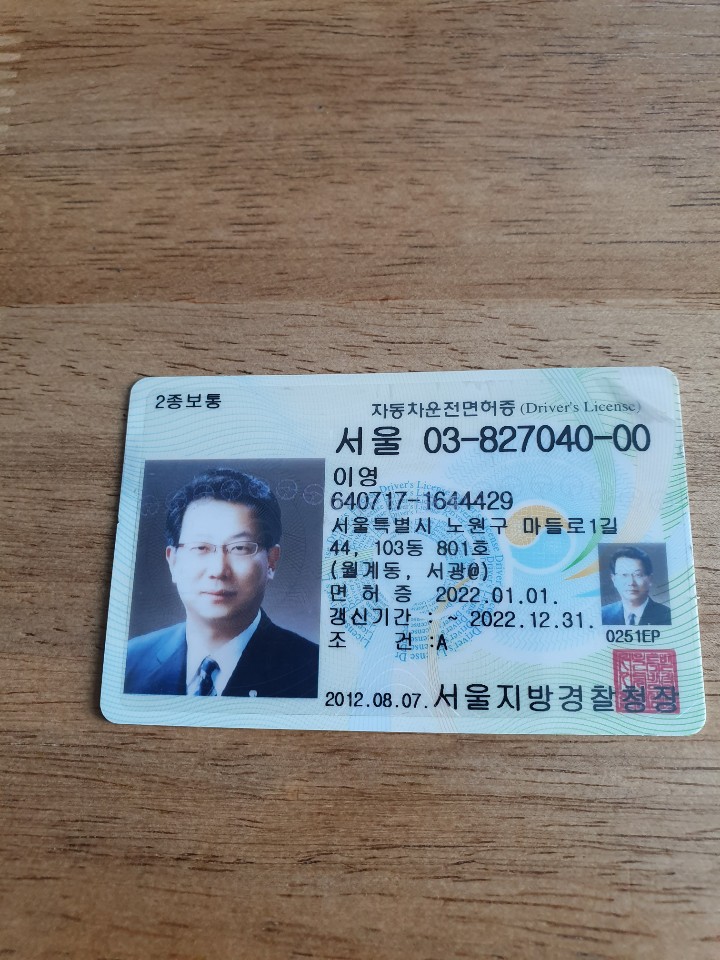 2종보통
자동차운전면허증 (Driver's License)
서울 03-827040-00
이영
640717-1644429
서울특별시 노원구 마들로1길
44, 103동 801호
(월계동, 서광@)
면 허 증 2022.01.01.
갱신기간 : ~ 2022.12.31.
조 건 :A
0251EP
2012.08.07. 서울지방경찰청장